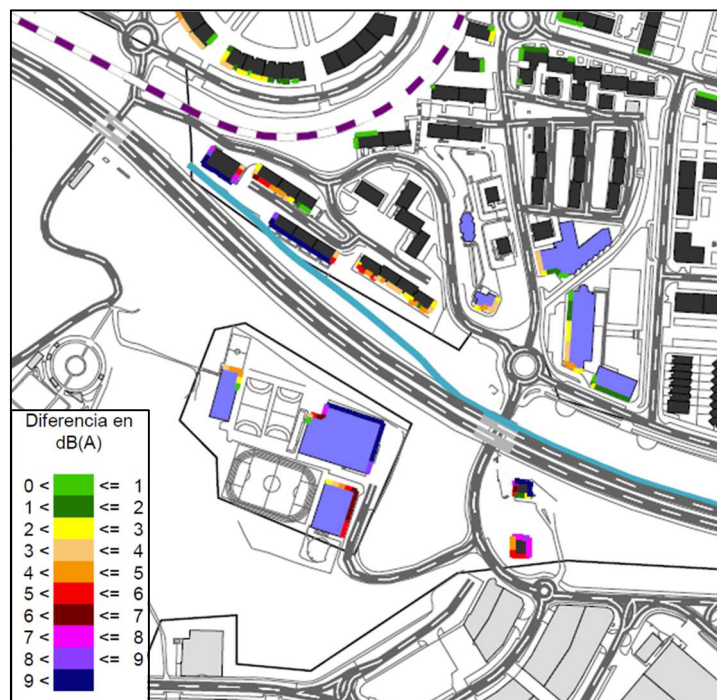 Diferencia en
dB(A)
0 < <= 1
1 < <= 2
2 < <= 3
3 < <= 4
4 < <= 5
5 < <= 6
6 < <= 7
7 < <= 8
8 < <= 9
9 <